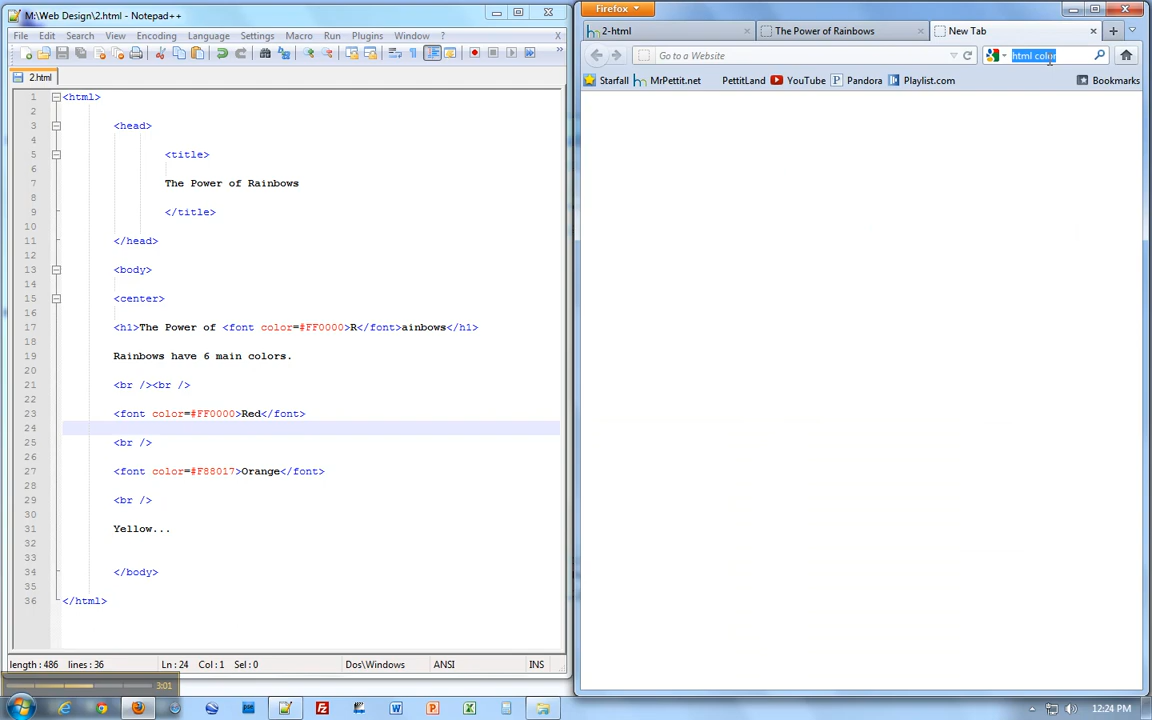 M:\Web Design\2.html - Notepad++
File Edit Search View Encoding Language Settings Macro Run Plugins Window ? X
2.html
1 <html>
2
3 <head>
4
5 <title>
6
7 The Power of Rainbows
8
9 </title>
10
11 </head>
12
13 <body>
14
15 <center>
16
17 <h1>The Power of <font color=#FF0000>R</font>ainbows</h1>
18
19 Rainbows have 6 main colors.
20
21 <br /><br />
22
23 <font color=#FF0000>Red</font>
24
25 <br />
26
27 <font color=#F88017>Orange</font>
28
29 <br />
30
31 Yellow...
32
33
34 </body>
35
36 </html>
length : 486 lines : 36 Ln : 24 Col : 1 Sel : 0 Dos\Windows ANSI INS
3:01
Firefox
2-html The Power of Rainbows New Tab
Go to a Website html color
Starfall MrPettit.net PettitLand YouTube Pandora Playlist.com Bookmarks
12:24 PM